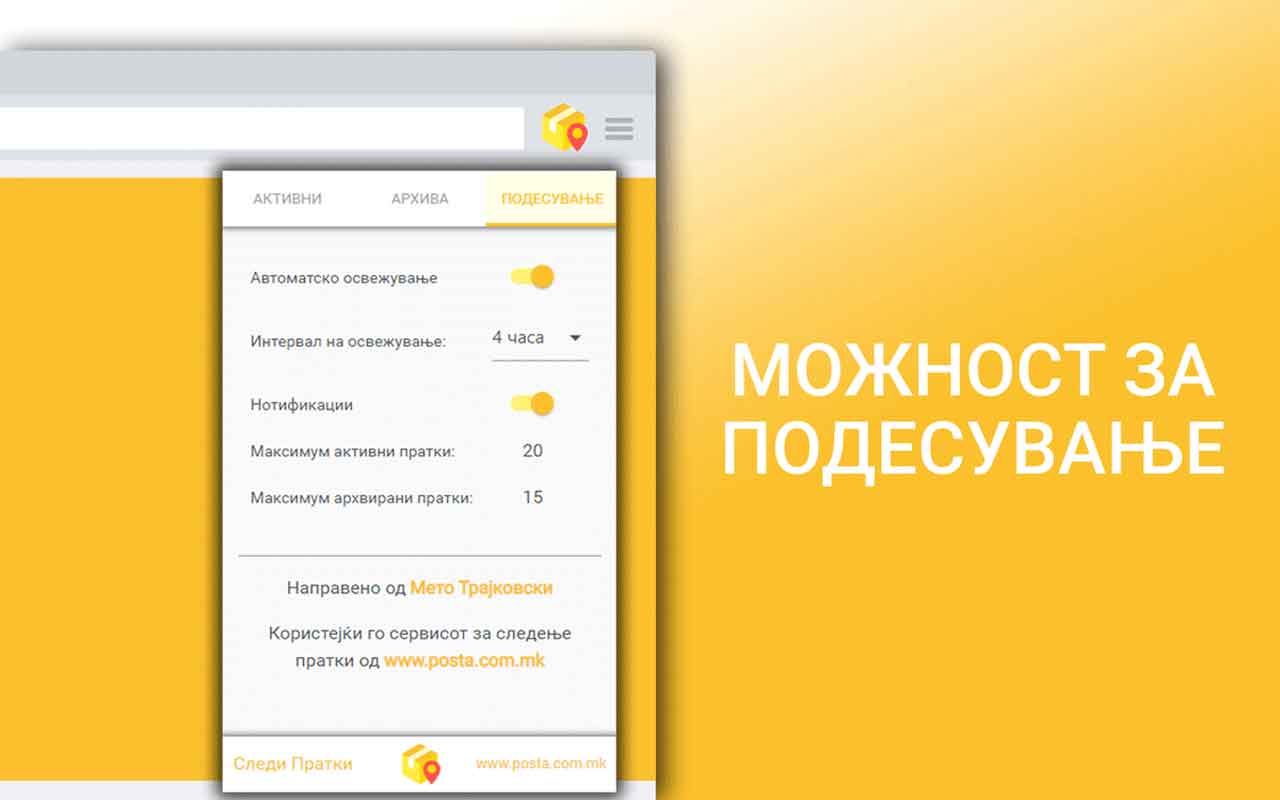 АКТИВНИ АРХИВА ПОДЕСУВАЊЕ
Автоматско освежување
Интервал на освежување: 4 часа
Нотификации
Максимум активни пратки: 20
Максимум архвирани пратки: 15
Направено од Мето Трајковски
Користејќи го сервисот за следење
пратки од www.posta.com.mk
Следи Пратки www.posta.com.mk
МОЖНОСТ ЗА
ПОДЕСУВАЊЕ